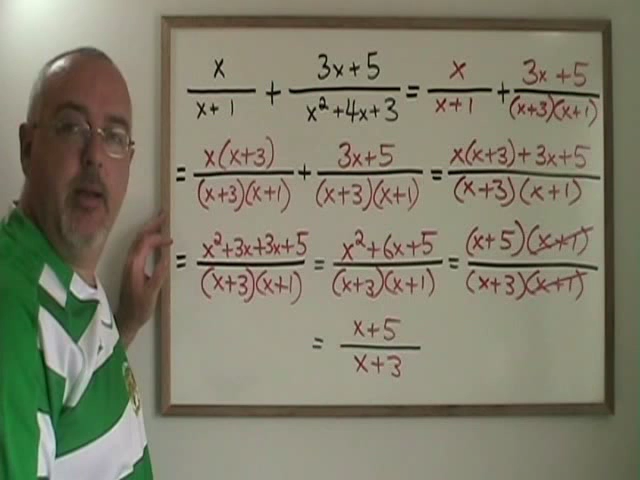 x/(x+1) + (3x+5)/(x²+4x+3) = x/(x+1) + (3x+5)/((x+3)(x+1))
= x(x+3)/((x+3)(x+1)) + (3x+5)/((x+3)(x+1)) = (x(x+3)+3x+5)/((x+3)(x+1))
= (x²+3x+3x+5)/((x+3)(x+1)) = (x²+6x+5)/((x+3)(x+1)) = (x+5)(x+1)/((x+3)(x+1))
= (x+5)/(x+3)